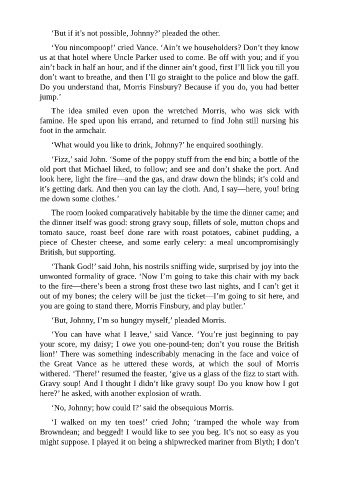 ‘But if it’s not possible, Johnny?’ pleaded the other.
‘You nincompoop!’ cried Vance. ‘Ain’t we householders? Don’t they know
us at that hotel where Uncle Parker used to come. Be off with you; and if you
ain’t back in half an hour, and if the dinner ain’t good, first I’ll lick you till you
don’t want to breathe, and then I’ll go straight to the police and blow the gaff.
Do you understand that, Morris Finsbury? Because if you do, you had better
jump.’
The idea smiled even upon the wretched Morris, who was sick with
famine. He sped upon his errand, and returned to find John still nursing his
foot in the armchair.
‘What would you like to drink, Johnny?’ he enquired soothingly.
‘Fizz,’ said John. ‘Some of the poppy stuff from the end bin; a bottle of the
old port that Michael liked, to follow; and see and don’t shake the port. And
look here, light the fire—and the gas, and draw down the blinds; it’s cold and
it’s getting dark. And then you can lay the cloth. And, I say—here, you! bring
me down some clothes.’
The room looked comparatively habitable by the time the dinner came; and
the dinner itself was good: strong gravy soup, fillets of sole, mutton chops and
tomato sauce, roast beef done rare with roast potatoes, cabinet pudding, a
piece of Chester cheese, and some early celery: a meal uncompromisingly
British, but supporting.
‘Thank God!’ said John, his nostrils sniffing wide, surprised by joy into the
unwonted formality of grace. ‘Now I’m going to take this chair with my back
to the fire—there’s been a strong frost these two last nights, and I can’t get it
out of my bones; the celery will be just the ticket—I’m going to sit here, and
you are going to stand there, Morris Finsbury, and play butler.’
‘But, Johnny, I’m so hungry myself,’ pleaded Morris.
‘You can have what I leave,’ said Vance. ‘You’re just beginning to pay
your score, my daisy; I owe you one-pound-ten; don’t you rouse the British
lion!’ There was something indescribably menacing in the face and voice of
the Great Vance as he uttered these words, at which the soul of Morris
withered. ‘There!’ resumed the feaster, ‘give us a glass of the fizz to start with.
Gravy soup! And I thought I didn’t like gravy soup! Do you know how I got
here?’ he asked, with another explosion of wrath.
‘No, Johnny; how could I?’ said the obsequious Morris.
‘I walked on my ten toes!’ cried John; ‘tramped the whole way from
Browndean; and begged! I would like to see you beg. It’s not so easy as you
might suppose. I played it on being a shipwrecked mariner from Blyth; I don’t